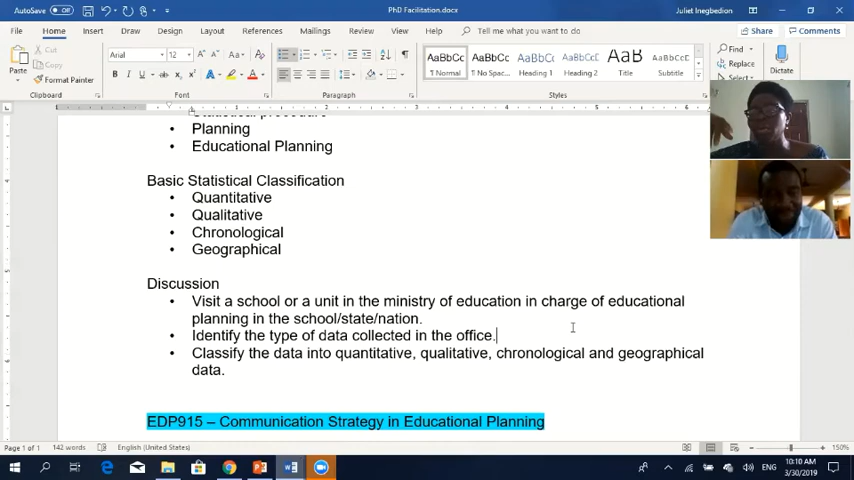 AutoSave Off
PhD Facilitation.docx
Juliet Inegbedion
File Home Insert Draw Design Layout References Mailings Review View Help Tell me what you want to do Share Comments
Cut
Copy
Format Painter
Paste
Clipboard
Arial 12
Font
Paragraph
AaBbCc AaBbCc AaBbCc AaBbCc AaB AaBbCc
¶ Normal ¶ No Spac... Heading 1 Heading 2 Title
Styles
Find
Replace
Select
Dictate
Planning
Educational Planning
Basic Statistical Classification
Quantitative
Qualitative
Chronological
Geographical
Discussion
Visit a school or a unit in the ministry of education in charge of educational
planning in the school/state/nation.
Identify the type of data collected in the office.
Classify the data into quantitative, qualitative, chronological and geographical
data.
EDP915 – Communication Strategy in Educational Planning
Page 1 of 1 142 words English (United States) 150%
ENG
10:10 AM
3/30/2019